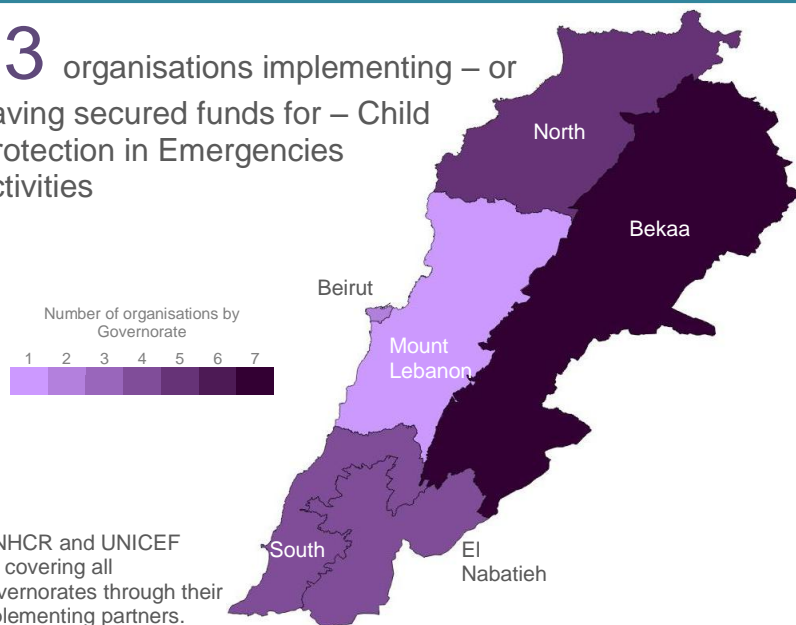 3 organisations implementing – or
aving secured funds for – Child
rotection in Emergencies
ctivities
North
Bekaa
Beirut
Number of organisations by
Governorate
1 2 3 4 5 6 7
Mount
Lebanon
NHCR and UNICEF
covering all
vernorates through their
plementing partners.
South
El
Nabatieh